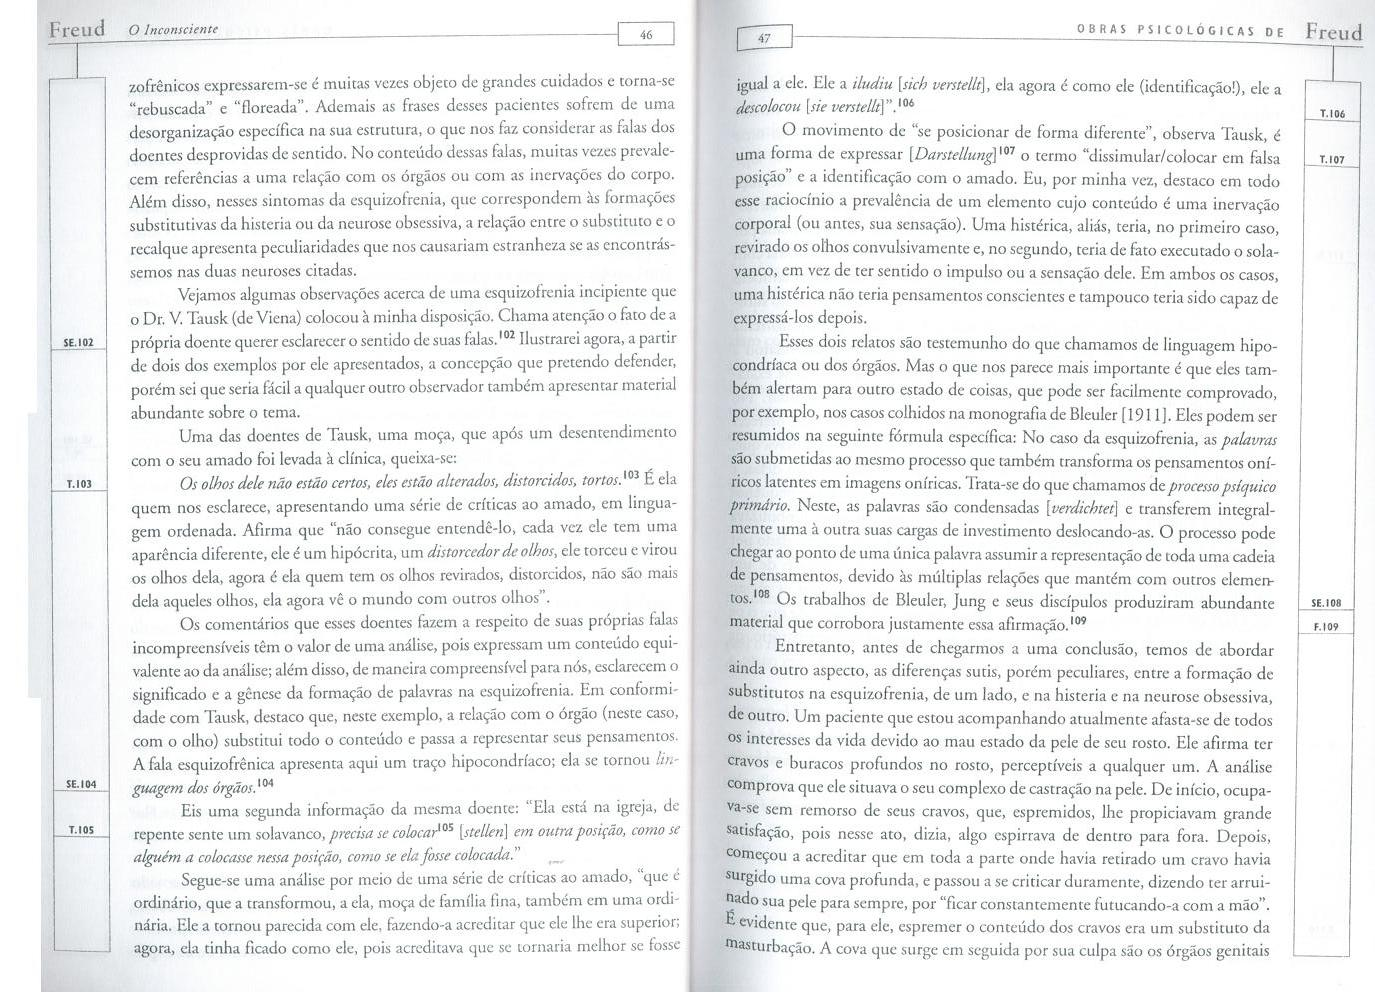 Freud O Inconsciente 46
zofrênicos expressarem-se é muitas vezes objeto de grandes cuidados e torna-se
“rebuscada” e “floreada”. Ademais as frases desses pacientes sofrem de uma
desorganização específica na sua estrutura, o que nos faz considerar as falas dos
doentes desprovidas de sentido. No conteúdo dessas falas, muitas vezes prevale-
cem referências a uma relação com os órgãos ou com as inervações do corpo.
Além disso, nesses sintomas da esquizofrenia, que correspondem às formações
substitutivas da histeria ou da neurose obsessiva, a relação entre o substituto e o
recalque apresenta peculiaridades que nos causariam estranheza se as encontrás-
semos nas duas neuroses citadas.
Vejamos algumas observações acerca de uma esquizofrenia incipiente que
o Dr. V. Tausk (de Viena) colocou à minha disposição. Chama atenção o fato de a
SE.102
própria doente querer esclarecer o sentido de suas falas.102 Ilustrarei agora, a partir
de dois dos exemplos por ele apresentados, a concepção que pretendo defender,
porém sei que seria fácil a qualquer outro observador também apresentar material
abundante sobre o tema.
Uma das doentes de Tausk, uma moça, que após um desentendimento
com o seu amado foi levada à clínica, queixa-se:
T.103
Os olhos dele não estão certos, eles estão alterados, distorcidos, tortos.103 É ela
quem nos esclarece, apresentando uma série de críticas ao amado, em lingua-
gem ordenada. Afirma que “não consegue entendê-lo, cada vez ele tem uma
aparência diferente, ele é um hipócrita, um distorcedor de olhos, ele torceu e virou
os olhos dela, agora é ela quem tem os olhos revirados, distorcidos, não são mais
dela aqueles olhos, ela agora vê o mundo com outros olhos”.
Os comentários que esses doentes fazem a respeito de suas próprias falas
incompreensíveis têm o valor de uma análise, pois expressam um conteúdo equi-
valente ao da análise; além disso, de maneira compreensível para nós, esclarecem o
significado e a gênese da formação de palavras na esquizofrenia. Em conformi-
dade com Tausk, destaco que, neste exemplo, a relação com o órgão (neste caso,
com o olho) substitui todo o conteúdo e passa a representar seus pensamentos.
A fala esquizofrênica apresenta aqui um traço hipocondríaco; ela se tornou lin-
SE.104
guagem dos órgãos.104
Eis uma segunda informação da mesma doente: “Ela está na igreja, de
T.105
repente sente um solavanco, precisa se colocar105 [stellen] em outra posição, como se
alguém a colocasse nessa posição, como se ela fosse colocada.”
Segue-se uma análise por meio de uma série de críticas ao amado, “que é
ordinário, que a transformou, a ela, moça de família fina, também em uma ordi-
nária. Ele a tornou parecida com ele, fazendo-a acreditar que ele lhe era superior;
agora, ela tinha ficado como ele, pois acreditava que se tornaria melhor se fosse
47 OBRAS PSICOLÓGICAS DE Freud
igual a ele. Ele a iludiu [sich verstellt], ela agora é como ele (identificação!), ele a
descolocou [sie verstellt]”.106
T.106
O movimento de “se posicionar de forma diferente”, observa Tausk, é
uma forma de expressar [Darstellung]107 o termo “dissimular/colocar em falsa
T.107
posição” e a identificação com o amado. Eu, por minha vez, destaco em todo
esse raciocínio a prevalência de um elemento cujo conteúdo é uma inervação
corporal (ou antes, sua sensação). Uma histérica, aliás, teria, no primeiro caso,
revirado os olhos convulsivamente e, no segundo, teria de fato executado o sola-
vanco, em vez de ter sentido o impulso ou a sensação dele. Em ambos os casos,
uma histérica não teria pensamentos conscientes e tampouco teria sido capaz de
expressá-los depois.
Esses dois relatos são testemunho do que chamamos de linguagem hipo-
condríaca ou dos órgãos. Mas o que nos parece mais importante é que eles tam-
bém alertam para outro estado de coisas, que pode ser facilmente comprovado,
por exemplo, nos casos colhidos na monografia de Bleuler [1911]. Eles podem ser
resumidos na seguinte fórmula específica: No caso da esquizofrenia, as palavras
são submetidas ao mesmo processo que também transforma os pensamentos oní-
ricos latentes em imagens oníricas. Trata-se do que chamamos de processo psíquico
primário. Neste, as palavras são condensadas [verdichtet] e transferem integral-
mente uma à outra suas cargas de investimento deslocando-as. O processo pode
chegar ao ponto de uma única palavra assumir a representação de toda uma cadeia
de pensamentos, devido às múltiplas relações que mantém com outros elemen-
tos.108 Os trabalhos de Bleuler, Jung e seus discípulos produziram abundante
SE.108
material que corrobora justamente essa afirmação.109
F.109
Entretanto, antes de chegarmos a uma conclusão, temos de abordar
ainda outro aspecto, as diferenças sutis, porém peculiares, entre a formação de
substitutos na esquizofrenia, de um lado, e na histeria e na neurose obsessiva,
de outro. Um paciente que estou acompanhando atualmente afasta-se de todos
os interesses da vida devido ao mau estado da pele de seu rosto. Ele afirma ter
cravos e buracos profundos no rosto, perceptíveis a qualquer um. A análise
comprova que ele situava o seu complexo de castração na pele. De início, ocupa-
va-se sem remorso de seus cravos, que, espremidos, lhe propiciavam grande
satisfação, pois nesse ato, dizia, algo espirrava de dentro para fora. Depois,
começou a acreditar que em toda a parte onde havia retirado um cravo havia
surgido uma cova profunda, e passou a se criticar duramente, dizendo ter arrui-
nado sua pele para sempre, por “ficar constantemente futucando-a com a mão”.
É evidente que, para ele, espremer o conteúdo dos cravos era um substituto da
masturbação. A cova que surge em seguida por sua culpa são os órgãos genitais